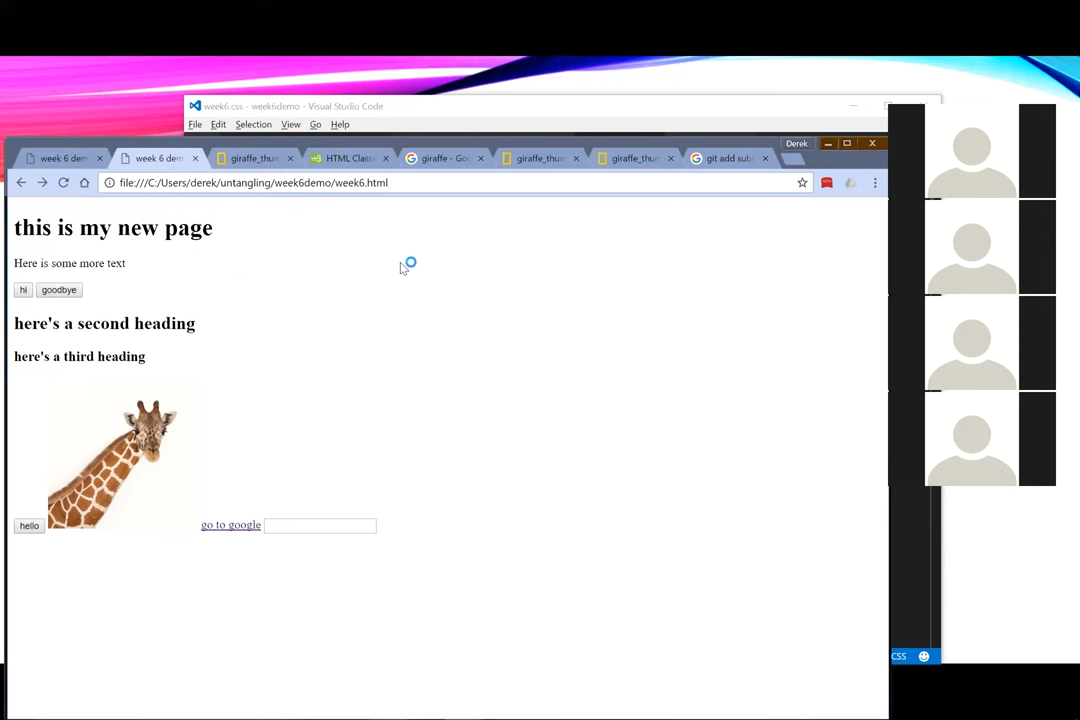 week6.css - week6demo - Visual Studio Code
File Edit Selection View Go Help
Derek
week 6 dem
week 6 dem
giraffe_thum
HTML Classe
giraffe - Goo
giraffe_thum
giraffe_thum
git add sub
file:///C:/Users/derek/untangling/week6demo/week6.html
this is my new page
Here is some more text
hi goodbye
here's a second heading
here's a third heading
hello go to google
CSS